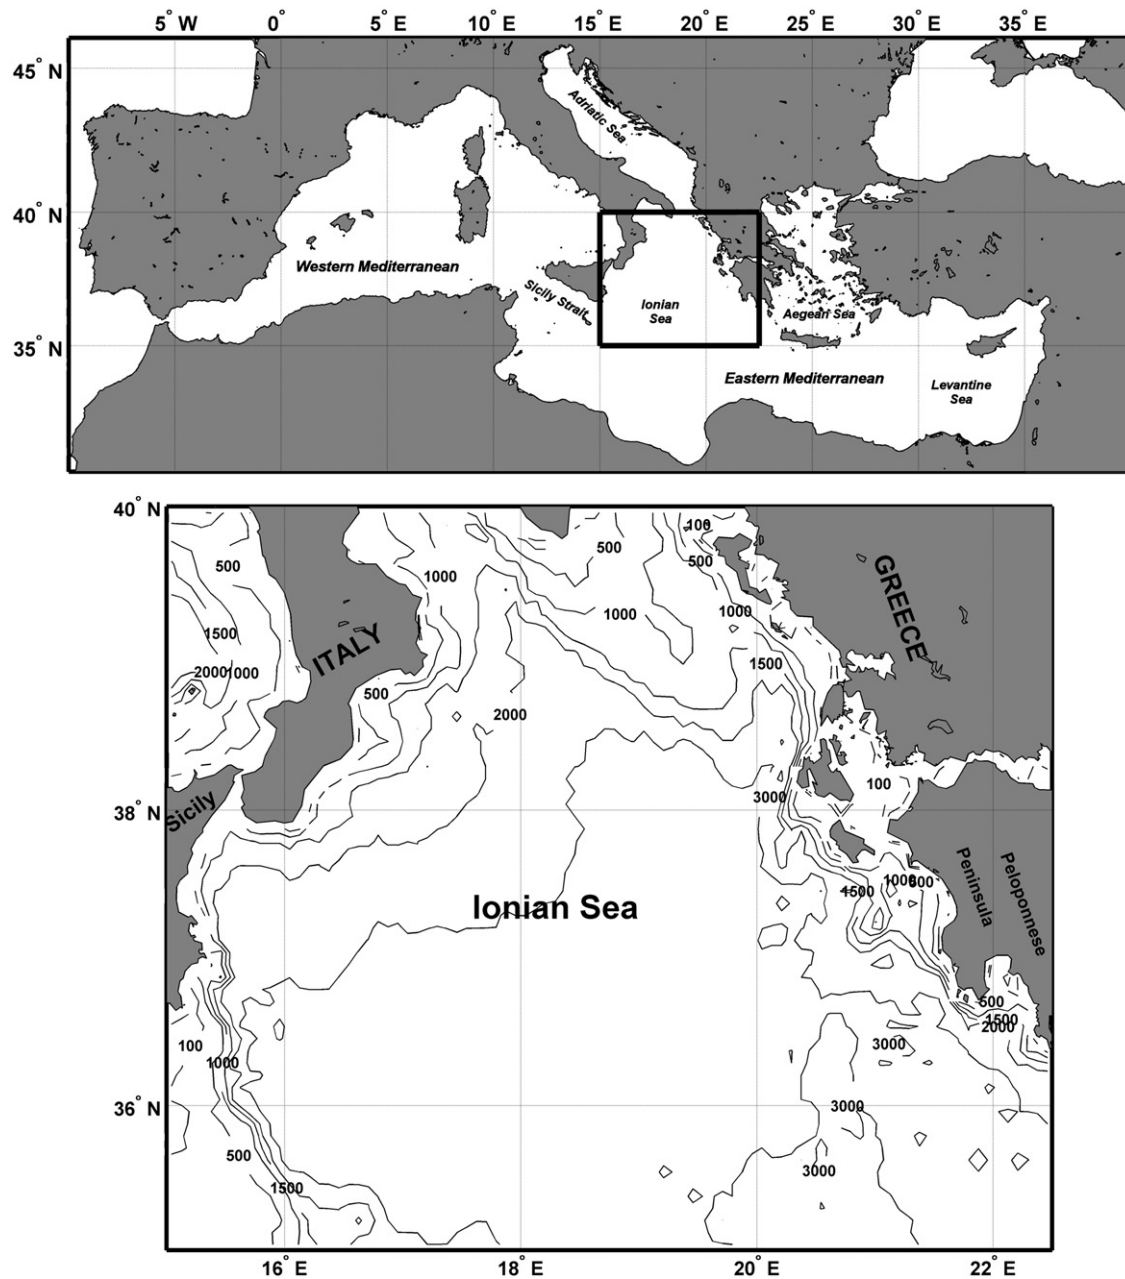 5° W 0° 5° E 10° E 15° E 20° E 25° E 30° E 35° E
45° N
Adriatic Sea
40° N
Western Mediterranean
Sicily Strait
Ionian
Sea
Aegean Sea
35° N
Eastern Mediterranean
Levantine
Sea
40° N
100
500
500
500
1000
GREECE
1000
1000
1500
ITALY
1500
2000
1000
500
2000
3000
100
Sicily
38° N
Peloponnese
Peninsula
1000
500
1500
Ionian Sea
500
1500
2000
100
3000
1000
36° N
3000
500
3000
1500
16° E 18° E 20° E 22° E